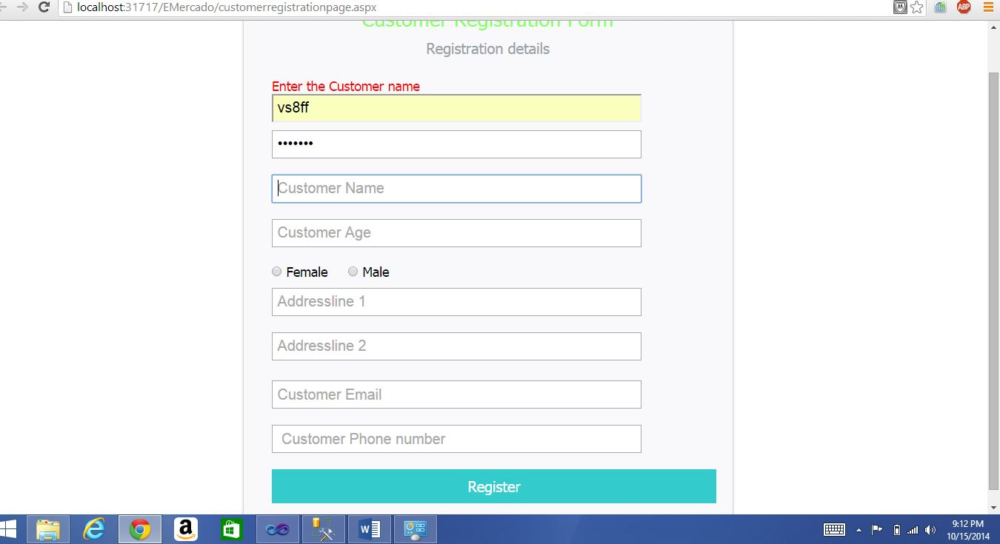 localhost:31717/EMercado/customerregistrationpage.aspx
ABP
Customer Registration Form
Registration details
Enter the Customer name
vs8ff
•••••••
Customer Name
Customer Age
Female Male
Addressline 1
Addressline 2
Customer Email
Customer Phone number
Register
9:12 PM
10/15/2014